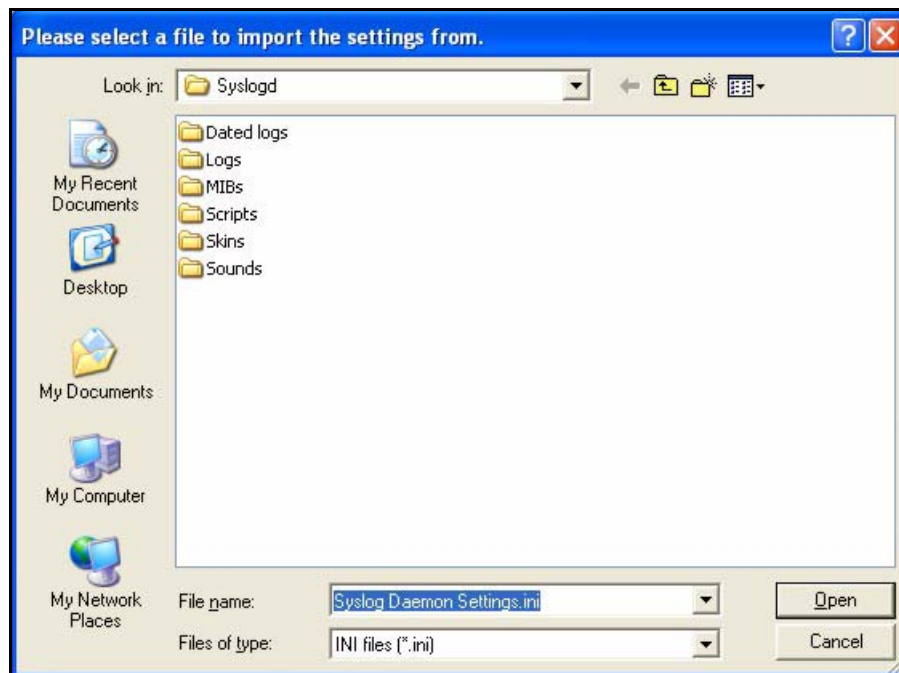 Please select a file to import the settings from.
Look in: Syslogd
Dated logs
Logs
MIBs
Scripts
Skins
Sounds
My Recent
Documents
Desktop
My Documents
My Computer
My Network
Places
File name: Syslog Daemon Settings.ini Open
Files of type: INI files (*.ini) Cancel